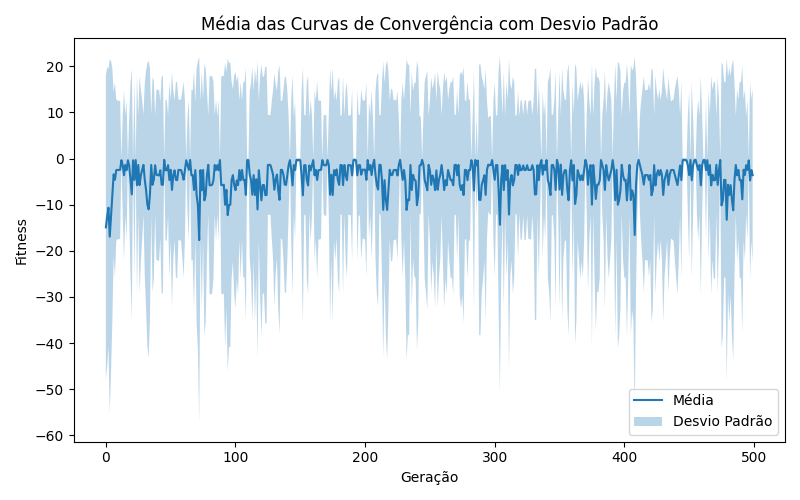 Média das Curvas de Convergência com Desvio Padrão
Fitness
20
10
0
−10
−20
−30
−40
−50
−60
0 100 200 300 400 500
Geração
Média
Desvio Padrão